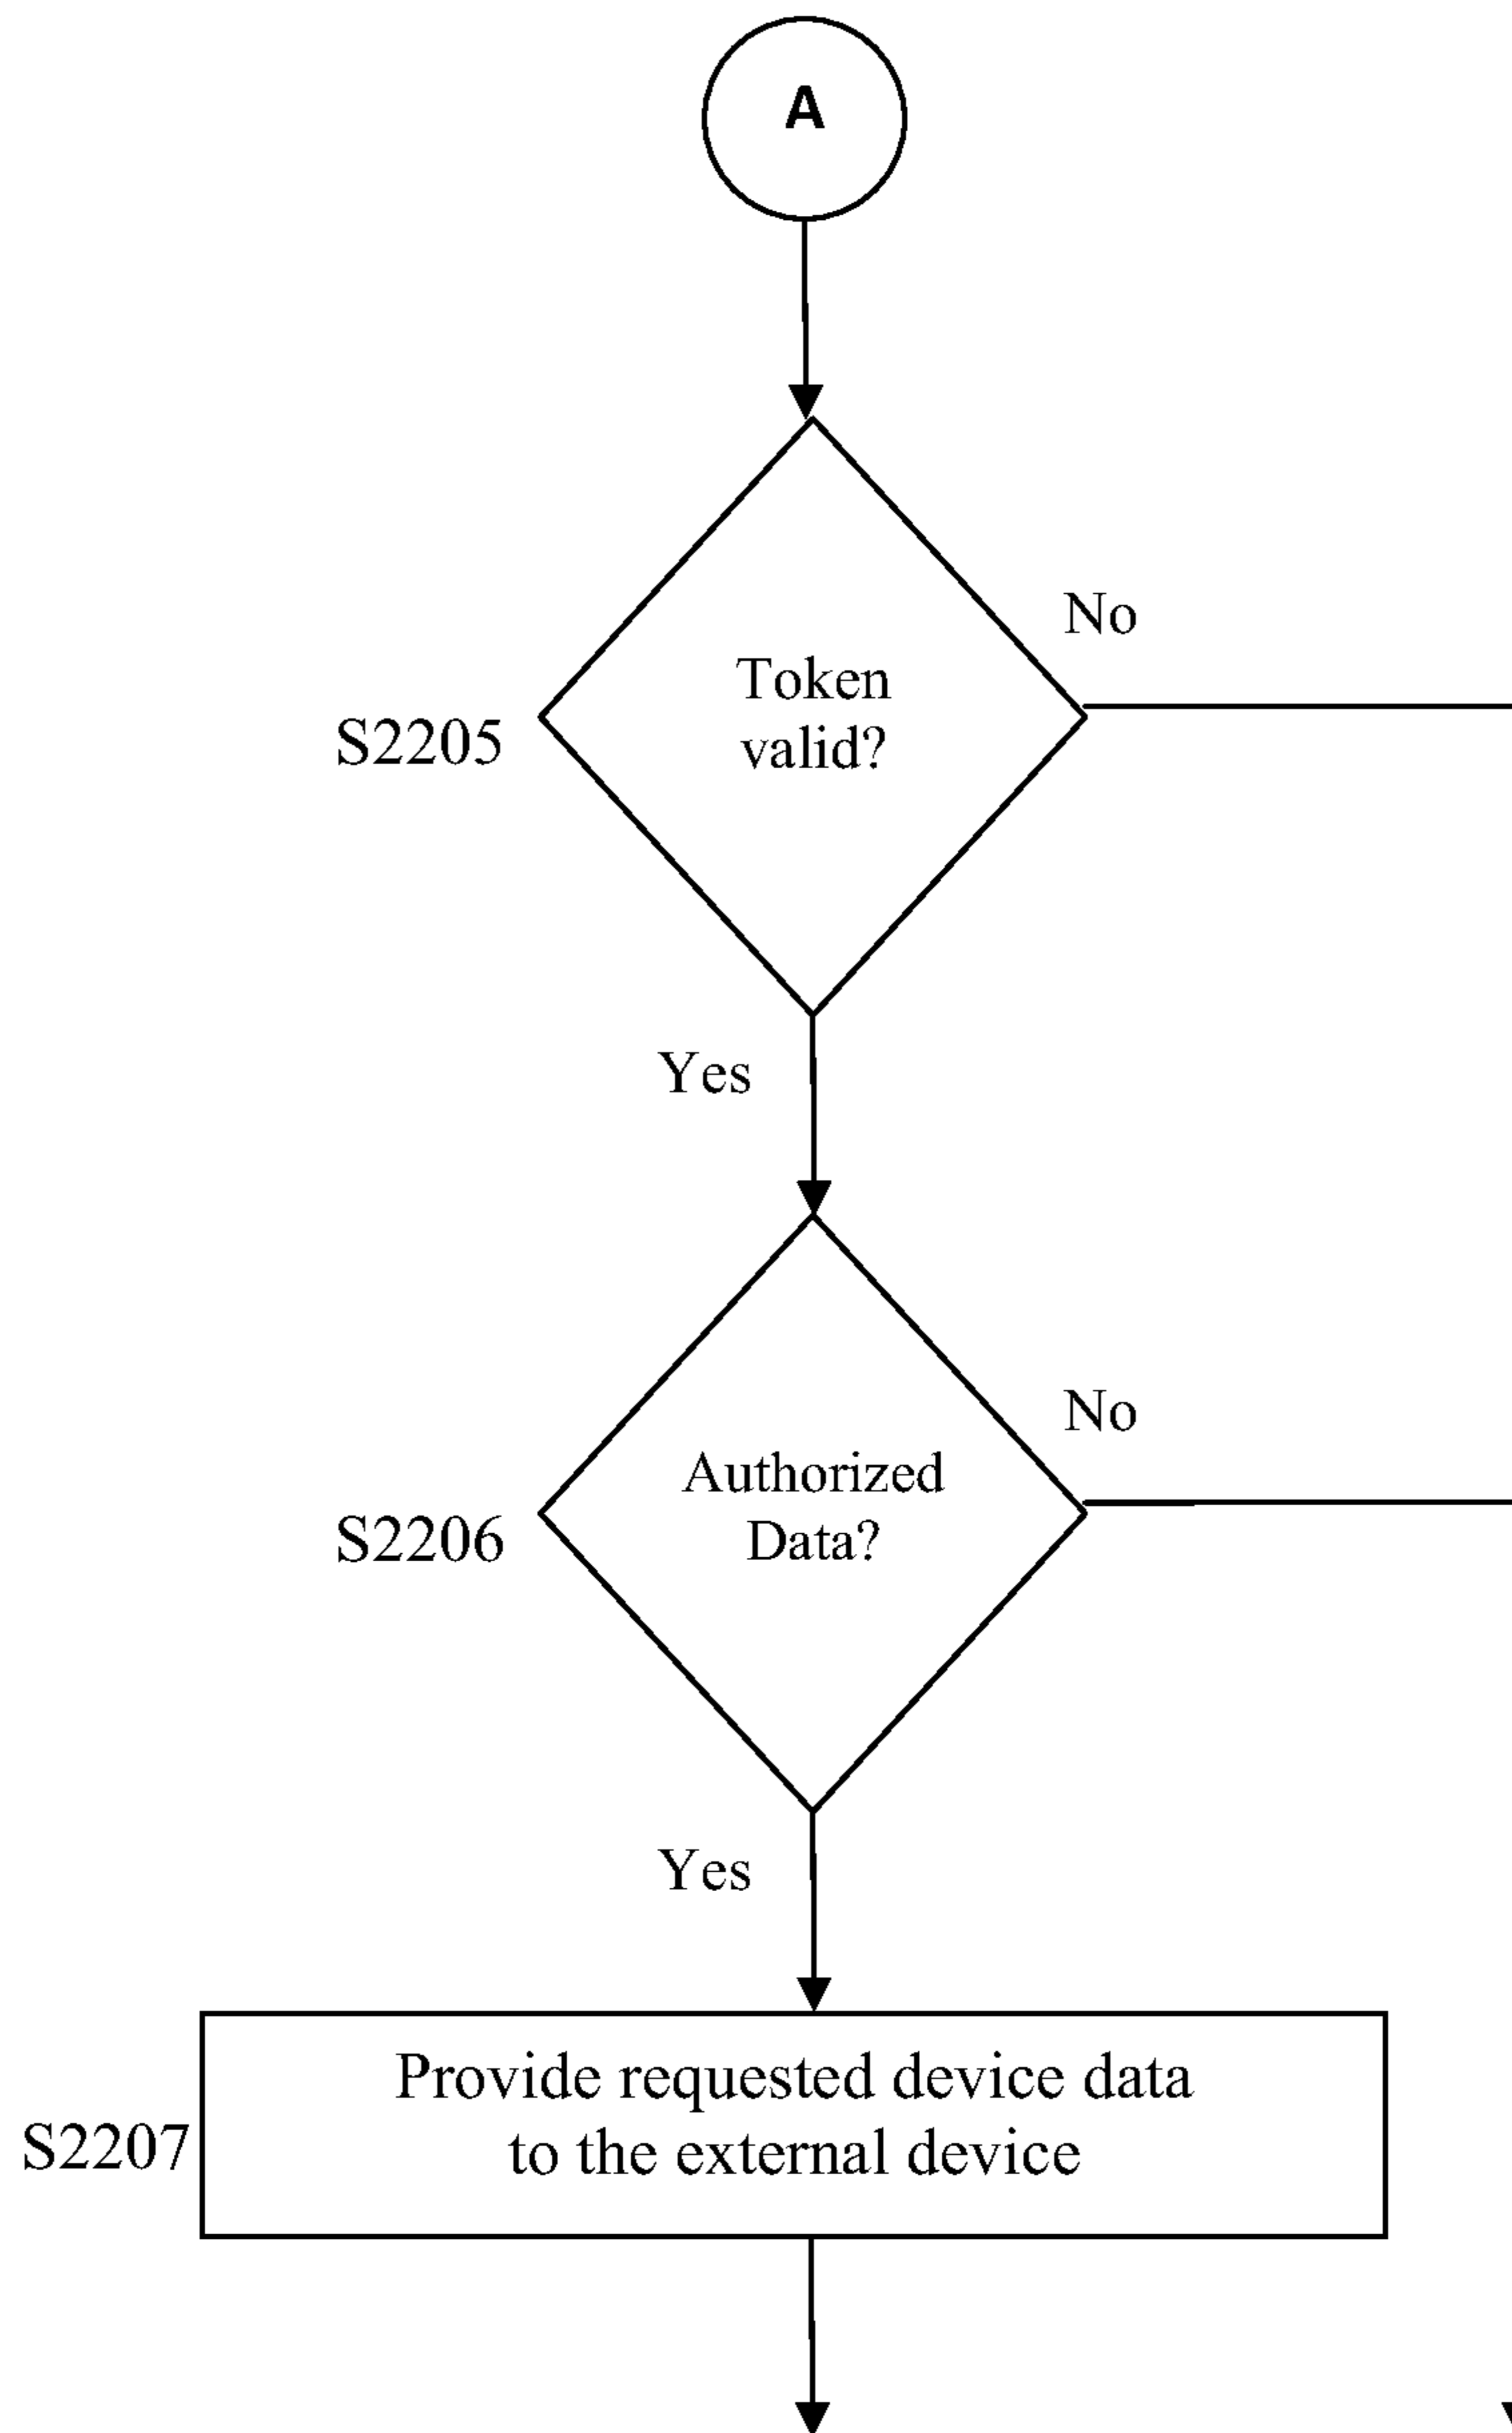 A
No
Token
valid?
S2205
Yes
No
Authorized
Data?
S2206
Yes
Provide requested device data
to the external device
S2207